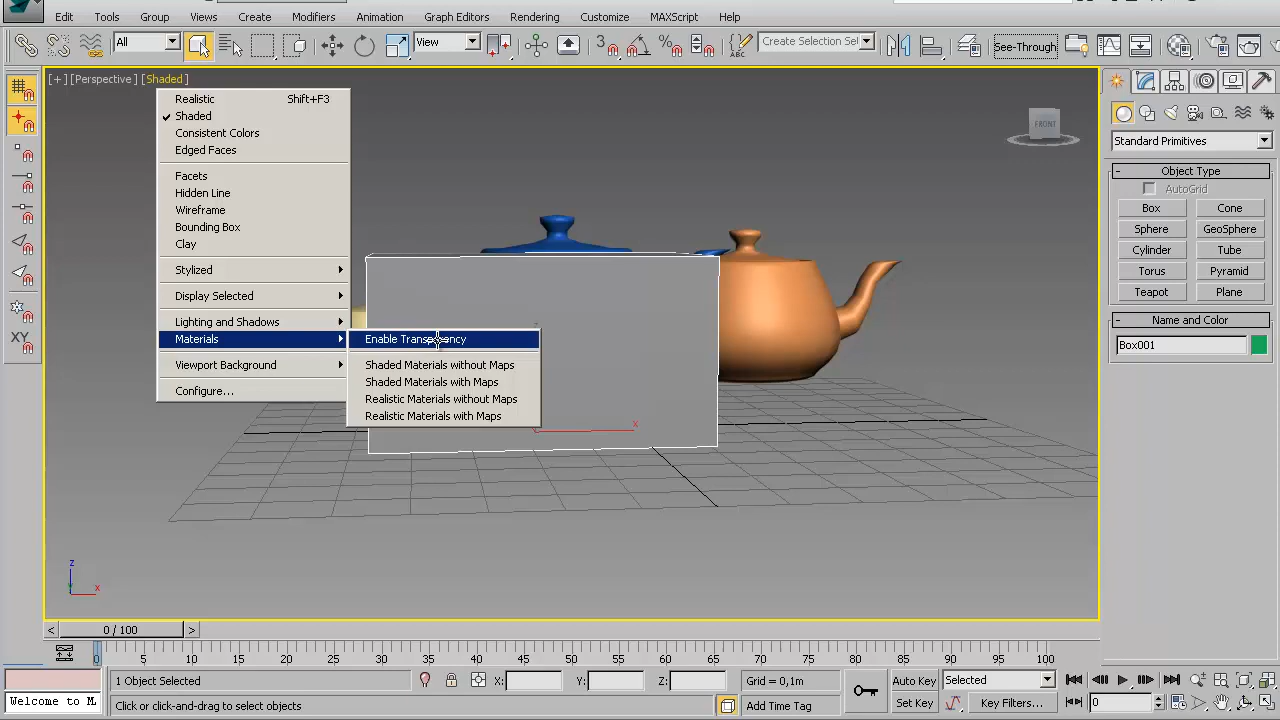 Edit Tools Group Views Create Modifiers Animation Graph Editors Rendering Customize MAXScript Help
All View 3 Create Selection Sel See-Through
[+] [Perspective] [Shaded]
Realistic Shift+F3
Shaded
Consistent Colors
Edged Faces
Facets
Hidden Line
Wireframe
Bounding Box
Clay
Stylized
Display Selected
Lighting and Shadows
Materials
Viewport Background
Configure...
Enable Transparency
Shaded Materials without Maps
Shaded Materials with Maps
Realistic Materials without Maps
Realistic Materials with Maps
FRONT
x
z
x
XY
Standard Primitives
- Object Type
AutoGrid
Box Cone
Sphere GeoSphere
Cylinder Tube
Torus Pyramid
Teapot Plane
- Name and Color
Box001
< 0 / 100 >
0 5 10 15 20 25 30 35 40 45 50 55 60 65 70 75 80 85 90 95 100
1 Object Selected X: Y: Z: Grid = 0,1m Auto Key Selected
Welcome to M Click or click-and-drag to select objects Add Time Tag Set Key Key Filters... 0